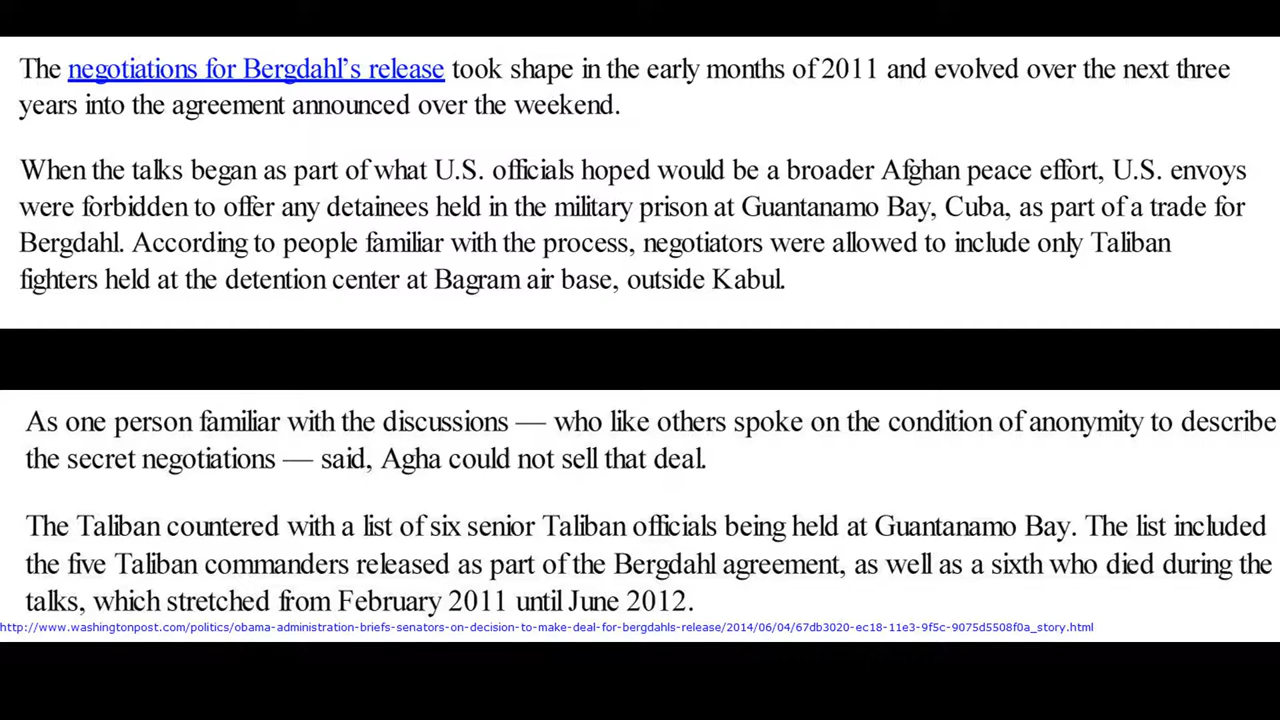 The negotiations for Bergdahl's release took shape in the early months of 2011 and evolved over the next three
years into the agreement announced over the weekend.
When the talks began as part of what U.S. officials hoped would be a broader Afghan peace effort, U.S. envoys
were forbidden to offer any detainees held in the military prison at Guantanamo Bay, Cuba, as part of a trade for
Bergdahl. According to people familiar with the process, negotiators were allowed to include only Taliban
fighters held at the detention center at Bagram air base, outside Kabul.
As one person familiar with the discussions — who like others spoke on the condition of anonymity to describe
the secret negotiations — said, Agha could not sell that deal.
The Taliban countered with a list of six senior Taliban officials being held at Guantanamo Bay. The list included
the five Taliban commanders released as part of the Bergdahl agreement, as well as a sixth who died during the
talks, which stretched from February 2011 until June 2012.
http://www.washingtonpost.com/politics/obama-administration-briefs-senators-on-decision-to-make-deal-for-bergdahls-release/2014/06/04/67db3020-ec18-11e3-9f5c-9075d5508f0a_story.html